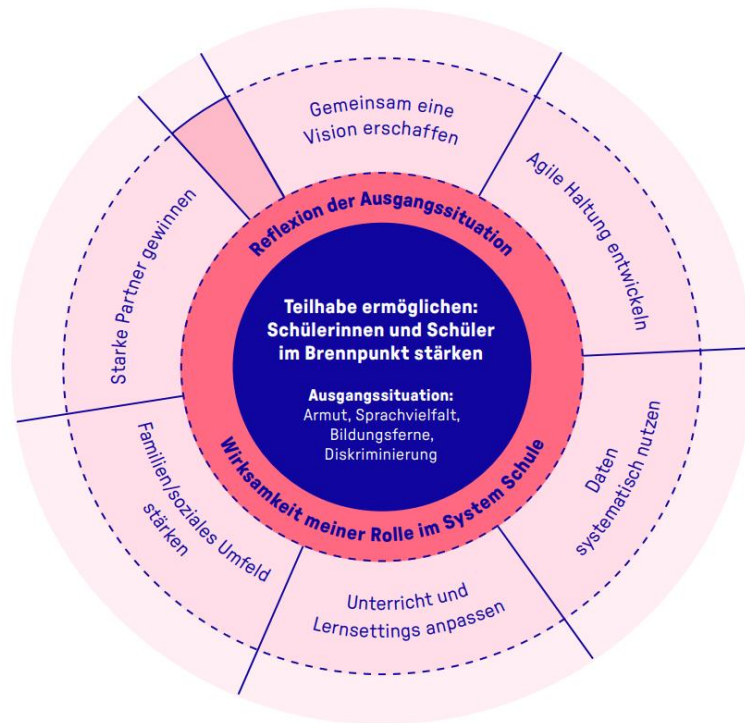 Gemeinsam eine
Vision erschaffen
Agile Haltung entwickeln
Daten
systematisch nutzen
Unterricht und
Lernsettings anpassen
Familien/soziales Umfeld
stärken
Starke Partner gewinnen
Reflexion der Ausgangssituation
Teilhabe ermöglichen:
Schülerinnen und Schüler
im Brennpunkt stärken
Ausgangssituation:
Armut, Sprachvielfalt,
Bildungsferne,
Diskriminierung
Wirksamkeit meiner Rolle im System Schule